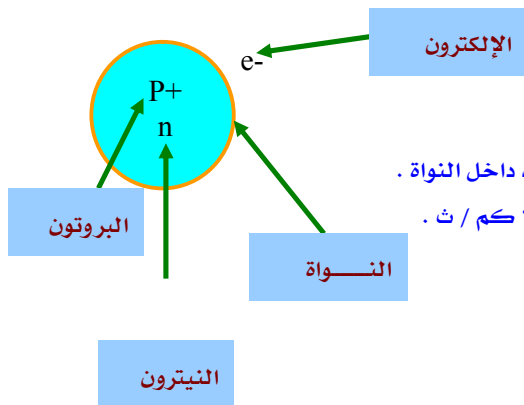 الإلكترون
e-
P+
n
داخل النواة .
كم / ث .
البروتون
النـــــواة
النيترون